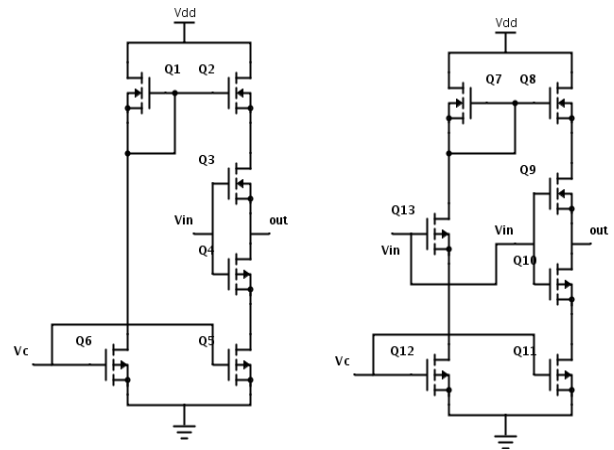 Vdd
Q1 Q2
Q3
Vin out
Q4
Q6 Q5
Vc
Vdd
Q7 Q8
Q9
Q13
Vin Vin out
Q10
Q12 Q11
Vc